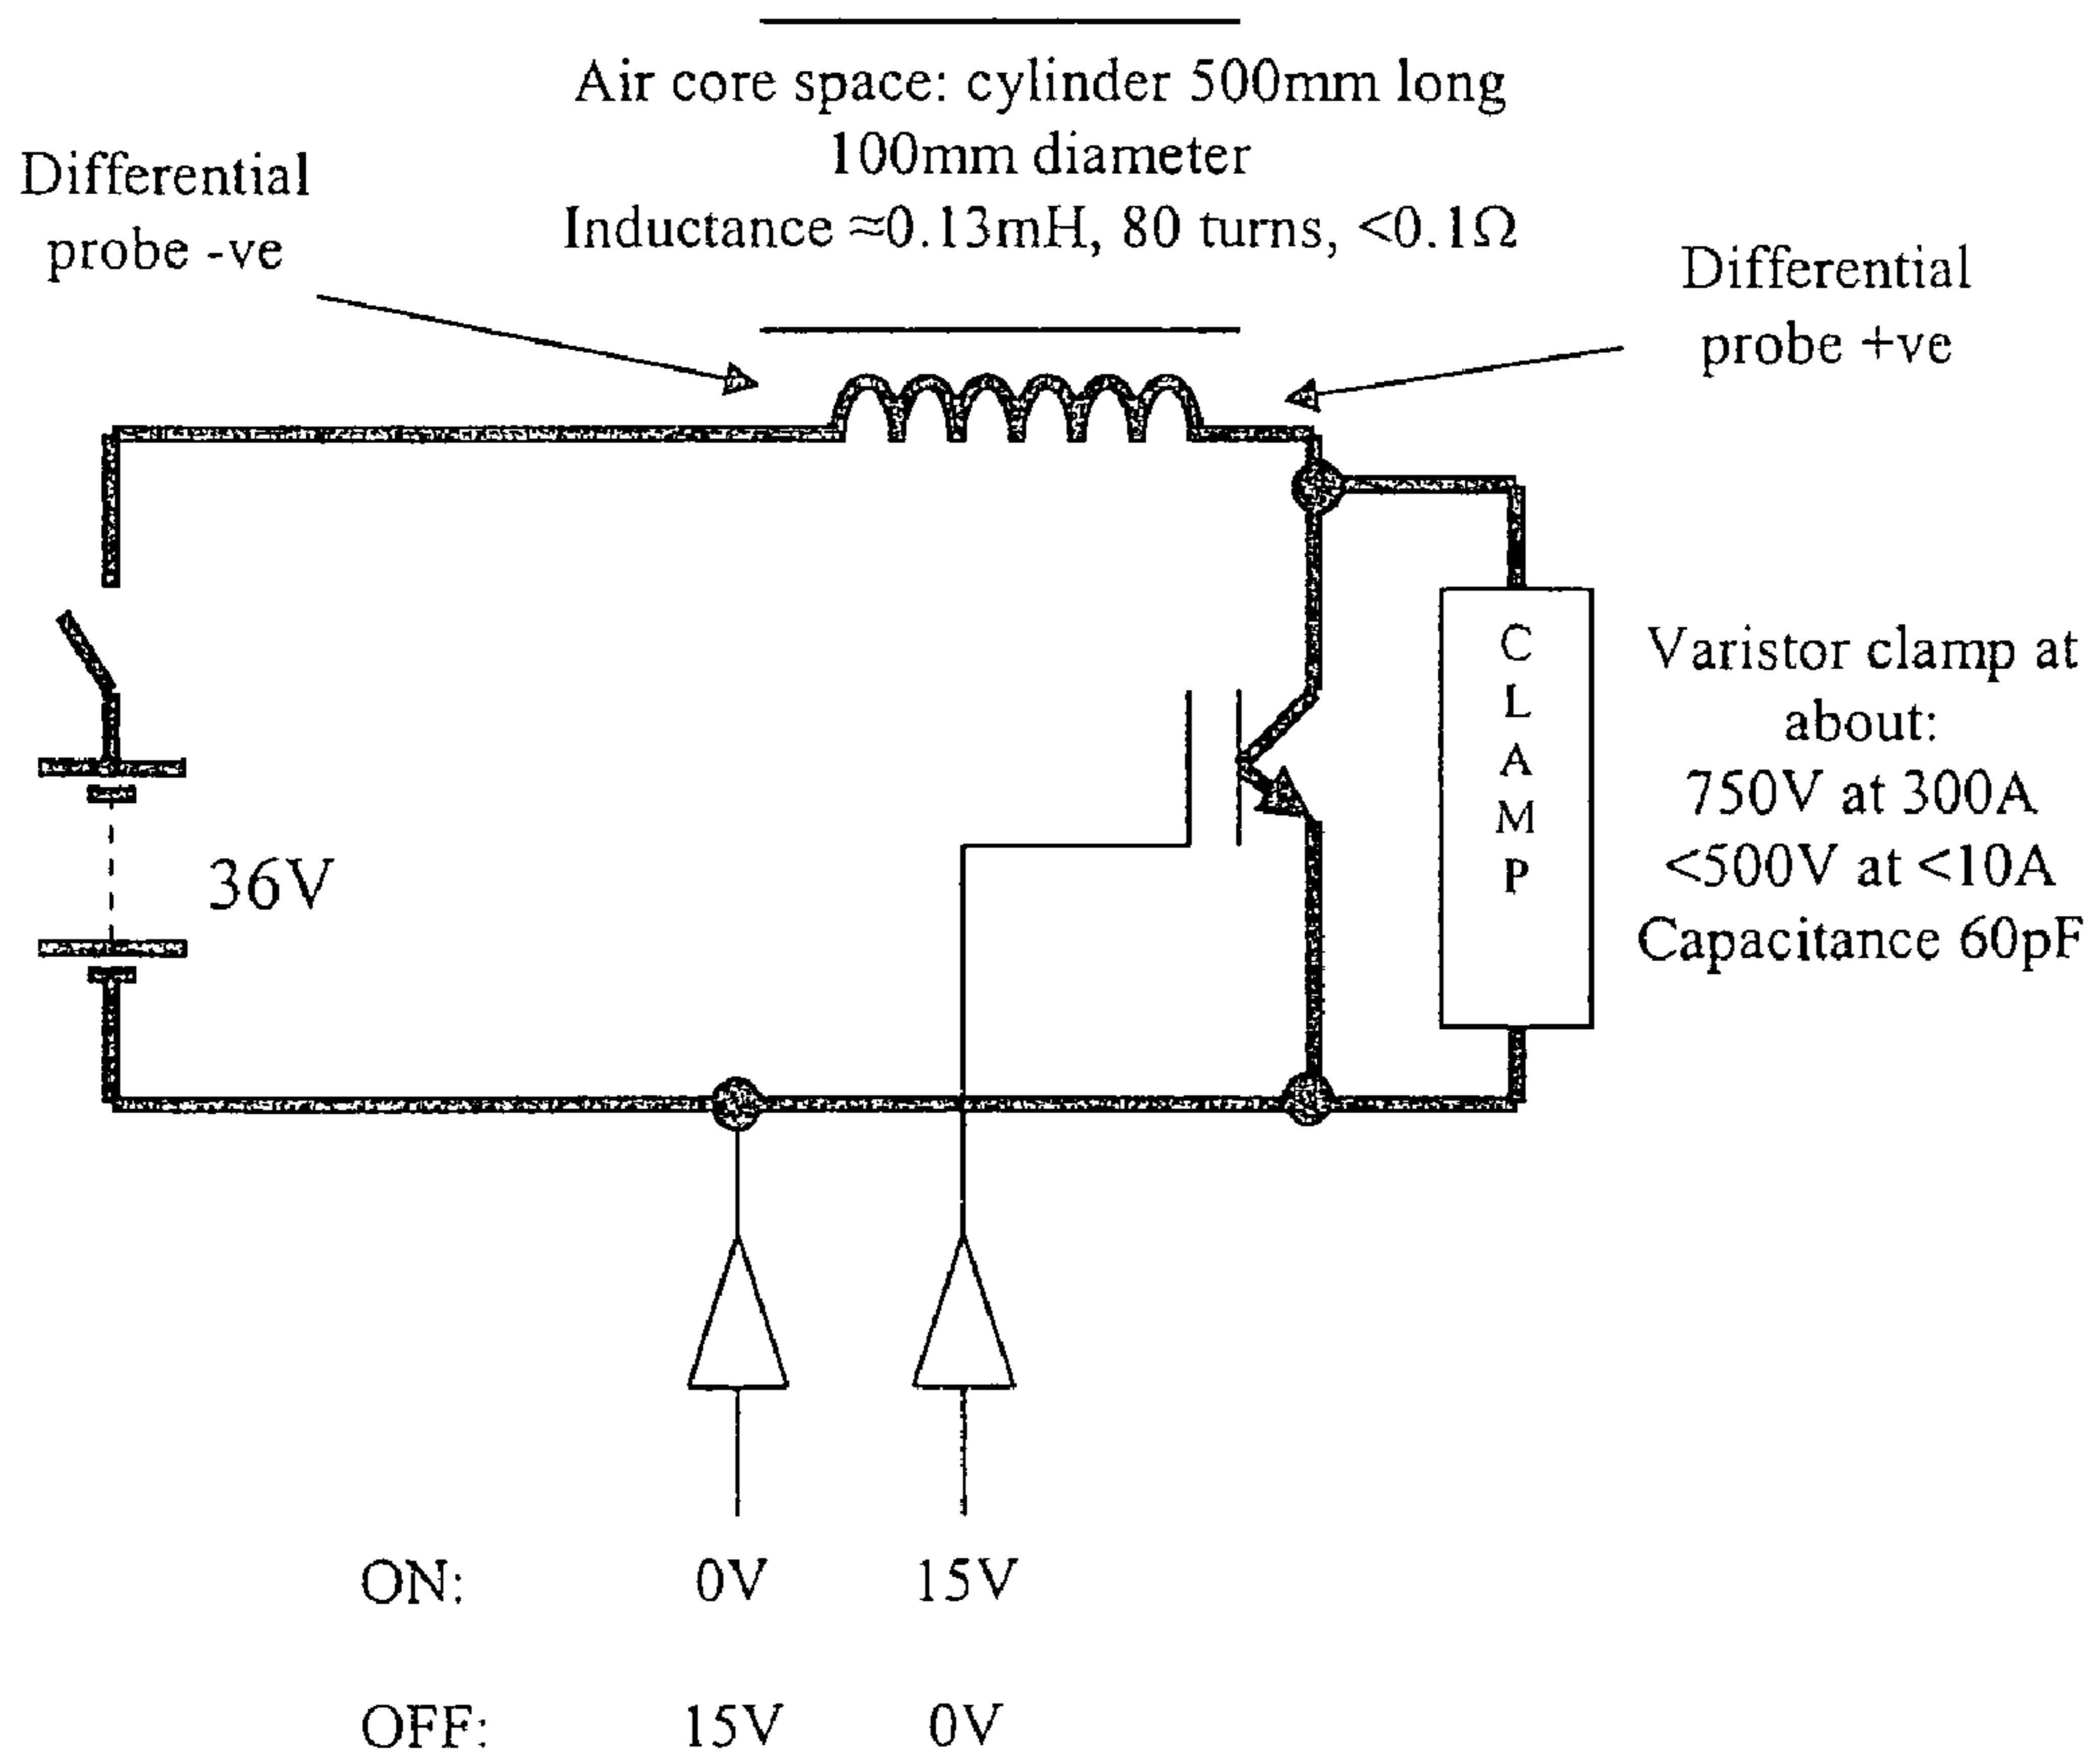 Air core space: cylinder 500mm long
100mm diameter
Inductance ≈0.13mH, 80 turns, <0.1Ω
Differential
probe -ve
Differential
probe +ve
C
L
A
M
P
Varistor clamp at
about:
750V at 300A
<500V at <10A
Capacitance 60pF
36V
ON: 0V 15V
OFF: 15V 0V